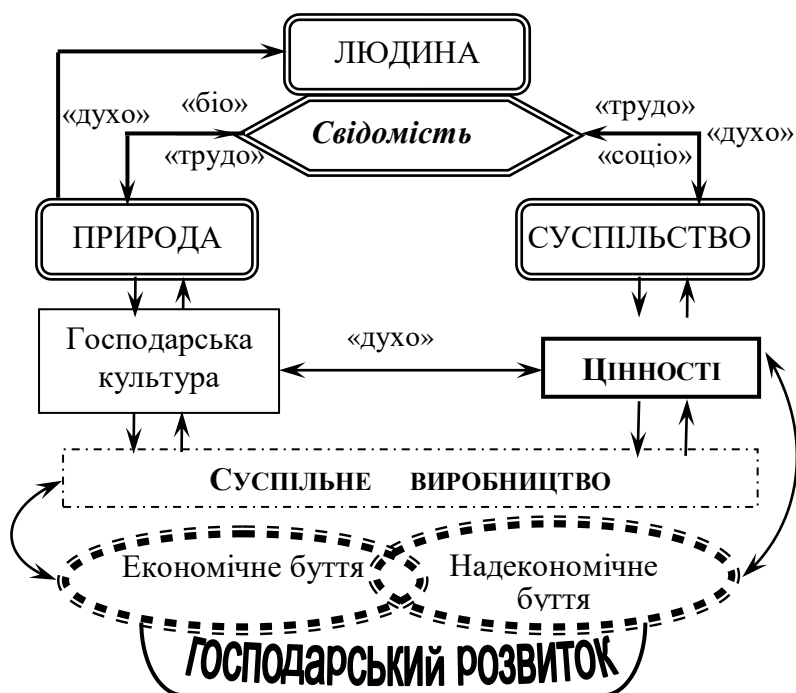 ЛЮДИНА
«біо»
«трудо»
«духо»
Свідомість
«духо»
«трудо»
«соціо»
ПРИРОДА
СУСПІЛЬСТВО
Господарська
культура
«духо»
ЦІННОСТІ
СУСПІЛЬНЕ ВИРОБНИЦТВО
Економічне буття
Надекономічне
буття
ГОСПОДАРСЬКИЙ РОЗВИТОК